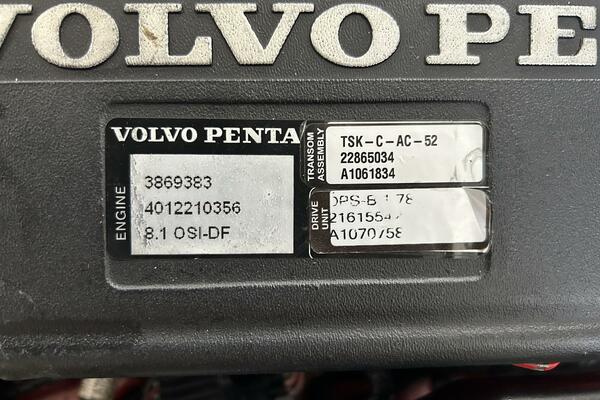 VOLVO PE
VOLVO PENTA
ENGINE
3869383
4012210356
8.1 OSI-DF
TRANSOM
ASSEMBLY
TSK-C-AC-52
22865034
A1061834
DRIVE
UNIT
A1070758